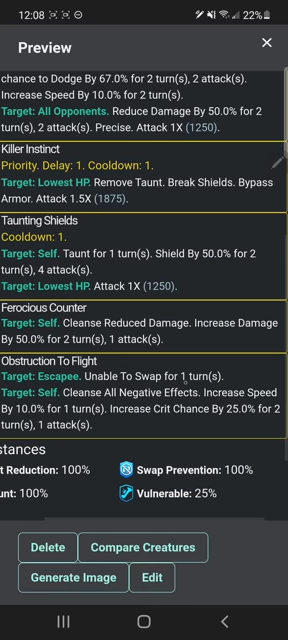 12:08 22%
Preview ×
chance to Dodge By 67.0% for 2 turn(s), 2 attack(s).
Increase Speed By 10.0% for 2 turn(s).
Target: All Opponents. Reduce Damage By 50.0% for 2
turn(s), 2 attack(s). Precise. Attack 1X (1250).
Killer Instinct
Priority. Delay: 1. Cooldown: 1.
Target: Lowest HP. Remove Taunt. Break Shields. Bypass
Armor. Attack 1.5X (1875).
Taunting Shields
Cooldown: 1.
Target: Self. Taunt for 1 turn(s). Shield By 50.0% for 2
turn(s), 4 attack(s).
Target: Lowest HP. Attack 1X (1250).
Ferocious Counter
Target: Self. Cleanse Reduced Damage. Increase Damage
By 50.0% for 2 turn(s), 1 attack(s).
Obstruction To Flight
Target: Escapee. Unable To Swap for 1 turn(s).
Target: Self. Cleanse All Negative Effects. Increase Speed
By 10.0% for 1 turn(s). Increase Crit Chance By 25.0% for 2
turn(s), 1 attack(s).
stances
t Reduction: 100% Swap Prevention: 100%
unt: 100% Vulnerable: 25%
Delete Compare Creatures
Generate Image Edit